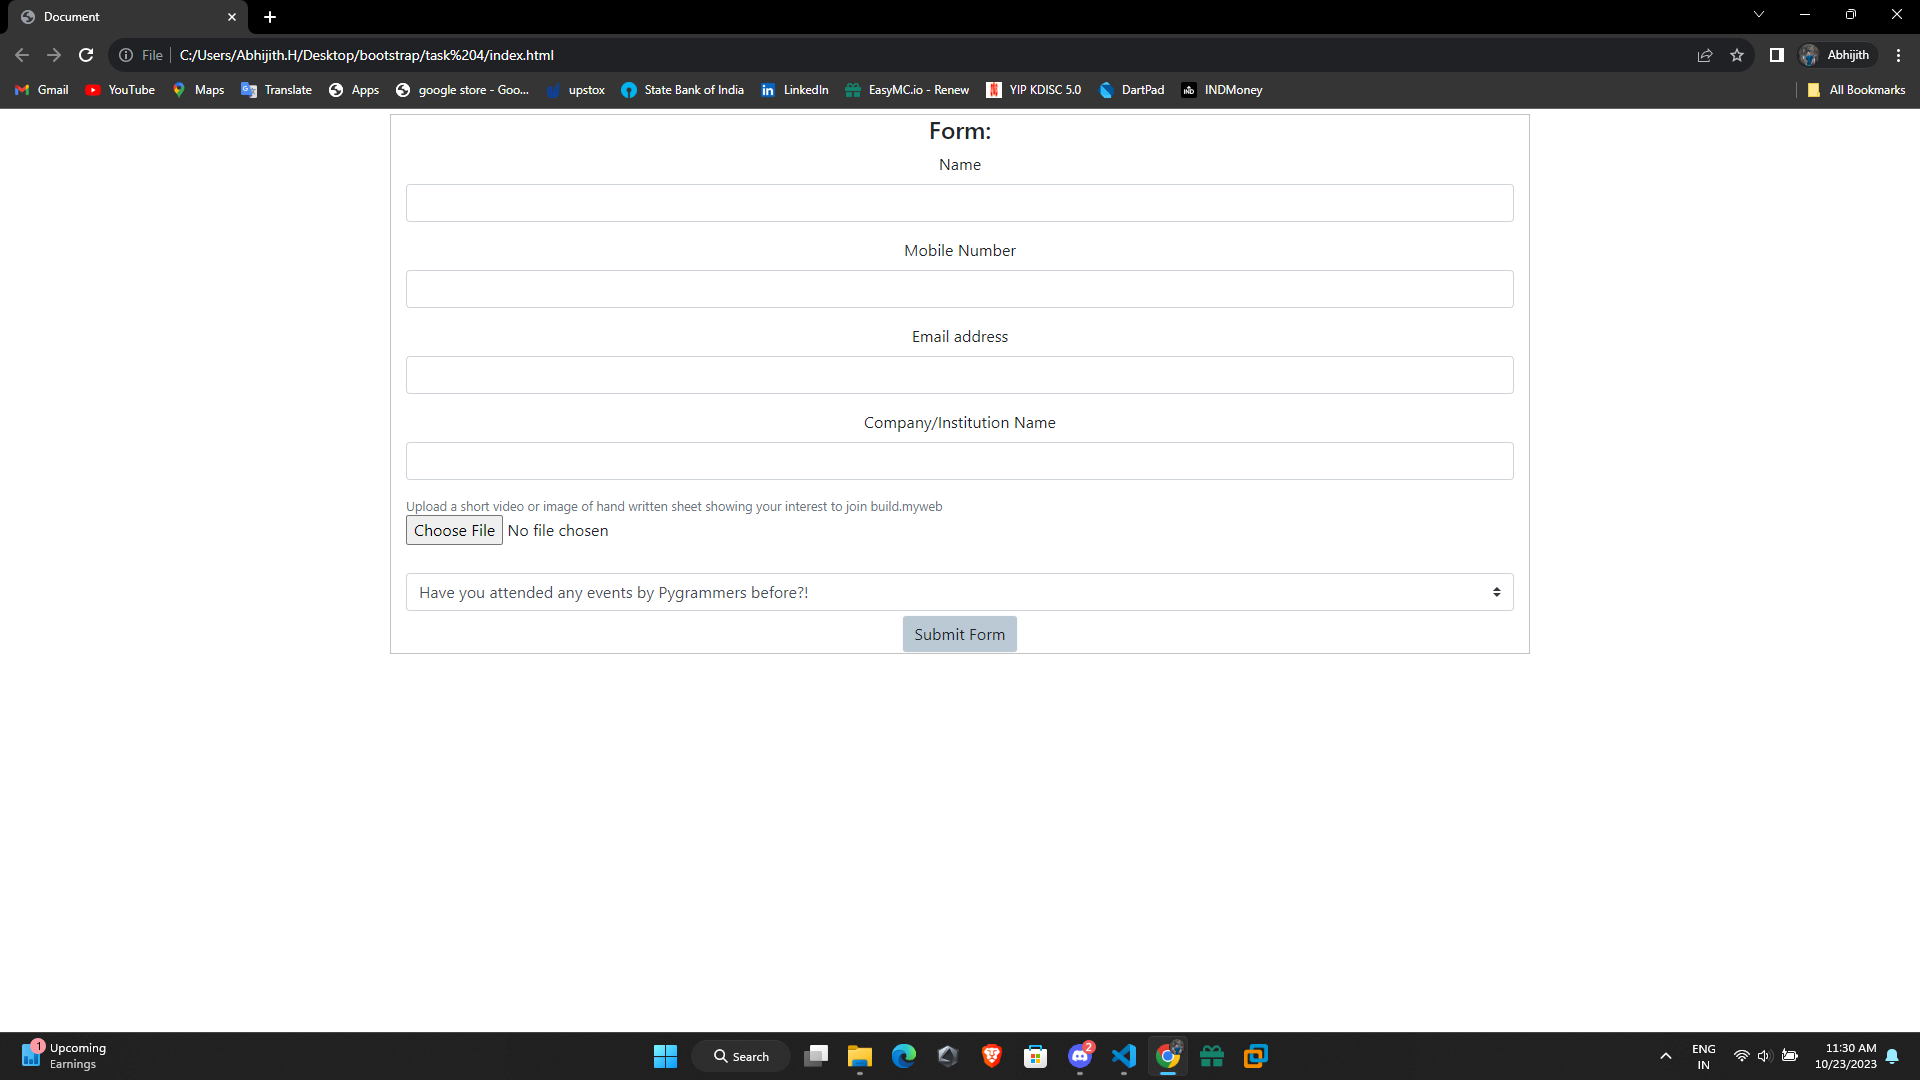 Document
File
C:/Users/Abhijith.H/Desktop/bootstrap/task%204/index.html
Abhijith
Gmail
YouTube
Maps
Translate
Apps
google store - Goo...
upstox
State Bank of India
LinkedIn
EasyMC.io - Renew
YIP KDISC 5.0
DartPad
INDMoney
All Bookmarks
Form:
Name
Mobile Number
Email address
Company/Institution Name
Upload a short video or image of hand written sheet showing your interest to join build.myweb
Choose File No file chosen
Have you attended any events by Pygrammers before?!
Submit Form
1
Upcoming
Earnings
Search
2
ENG
IN
11:30 AM
10/23/2023